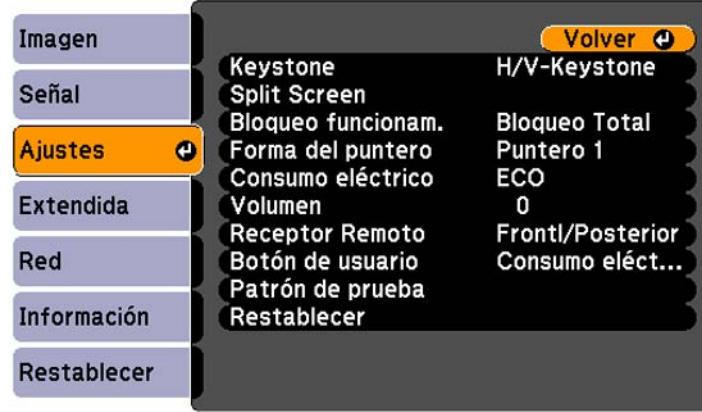 Imagen
Señal
Ajustes
Extendida
Red
Información
Restablecer
Volver
Keystone H/V-Keystone
Split Screen
Bloqueo funcionam. Bloqueo Total
Forma del puntero Puntero 1
Consumo eléctrico ECO
Volumen 0
Receptor Remoto Frontl/Posterior
Botón de usuario Consumo eléct...
Patrón de prueba
Restablecer